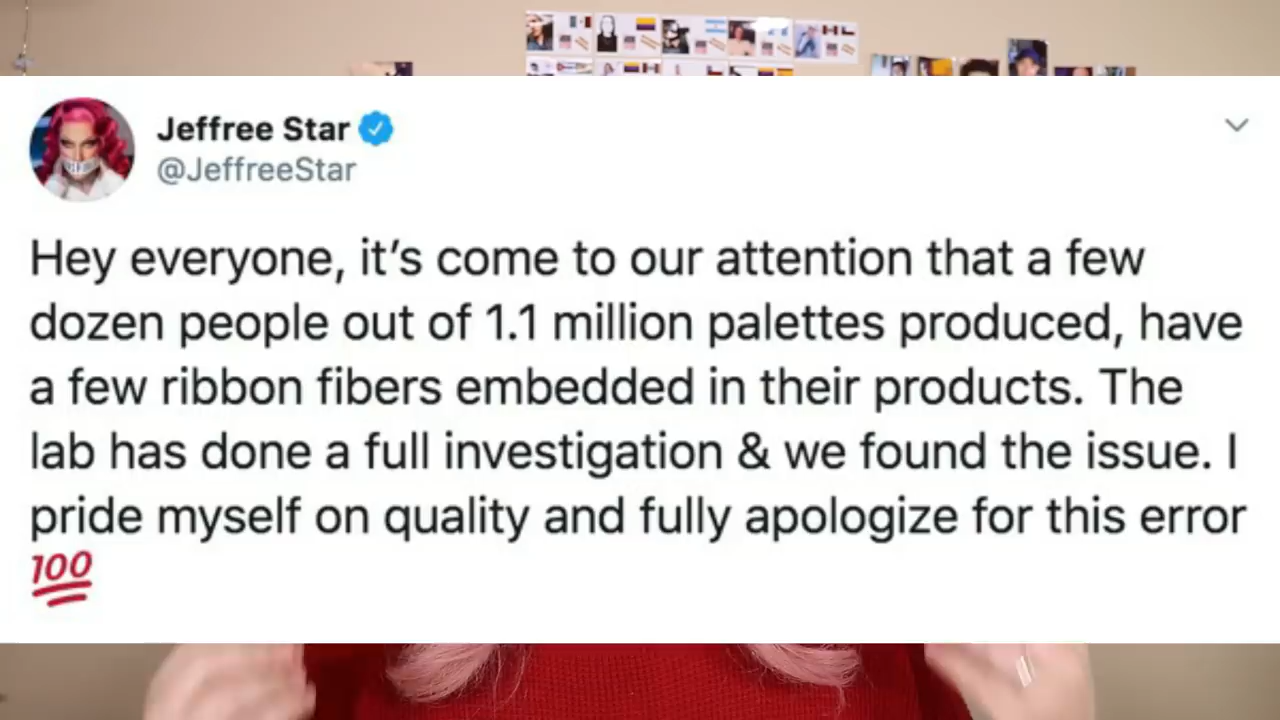 Jeffree Star
@JeffreeStar
Hey everyone, it’s come to our attention that a few
dozen people out of 1.1 million palettes produced, have
a few ribbon fibers embedded in their products. The
lab has done a full investigation & we found the issue. I
pride myself on quality and fully apologize for this error
💯